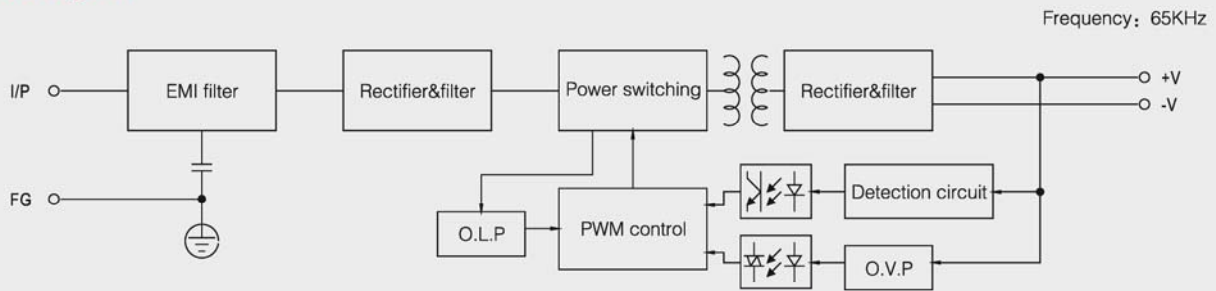 Frequency: 65KHz
I/P
EMI filter
Rectifier&filter
Power switching
Rectifier&filter
+V
-V
FG
O.L.P
PWM control
Detection circuit
O.V.P